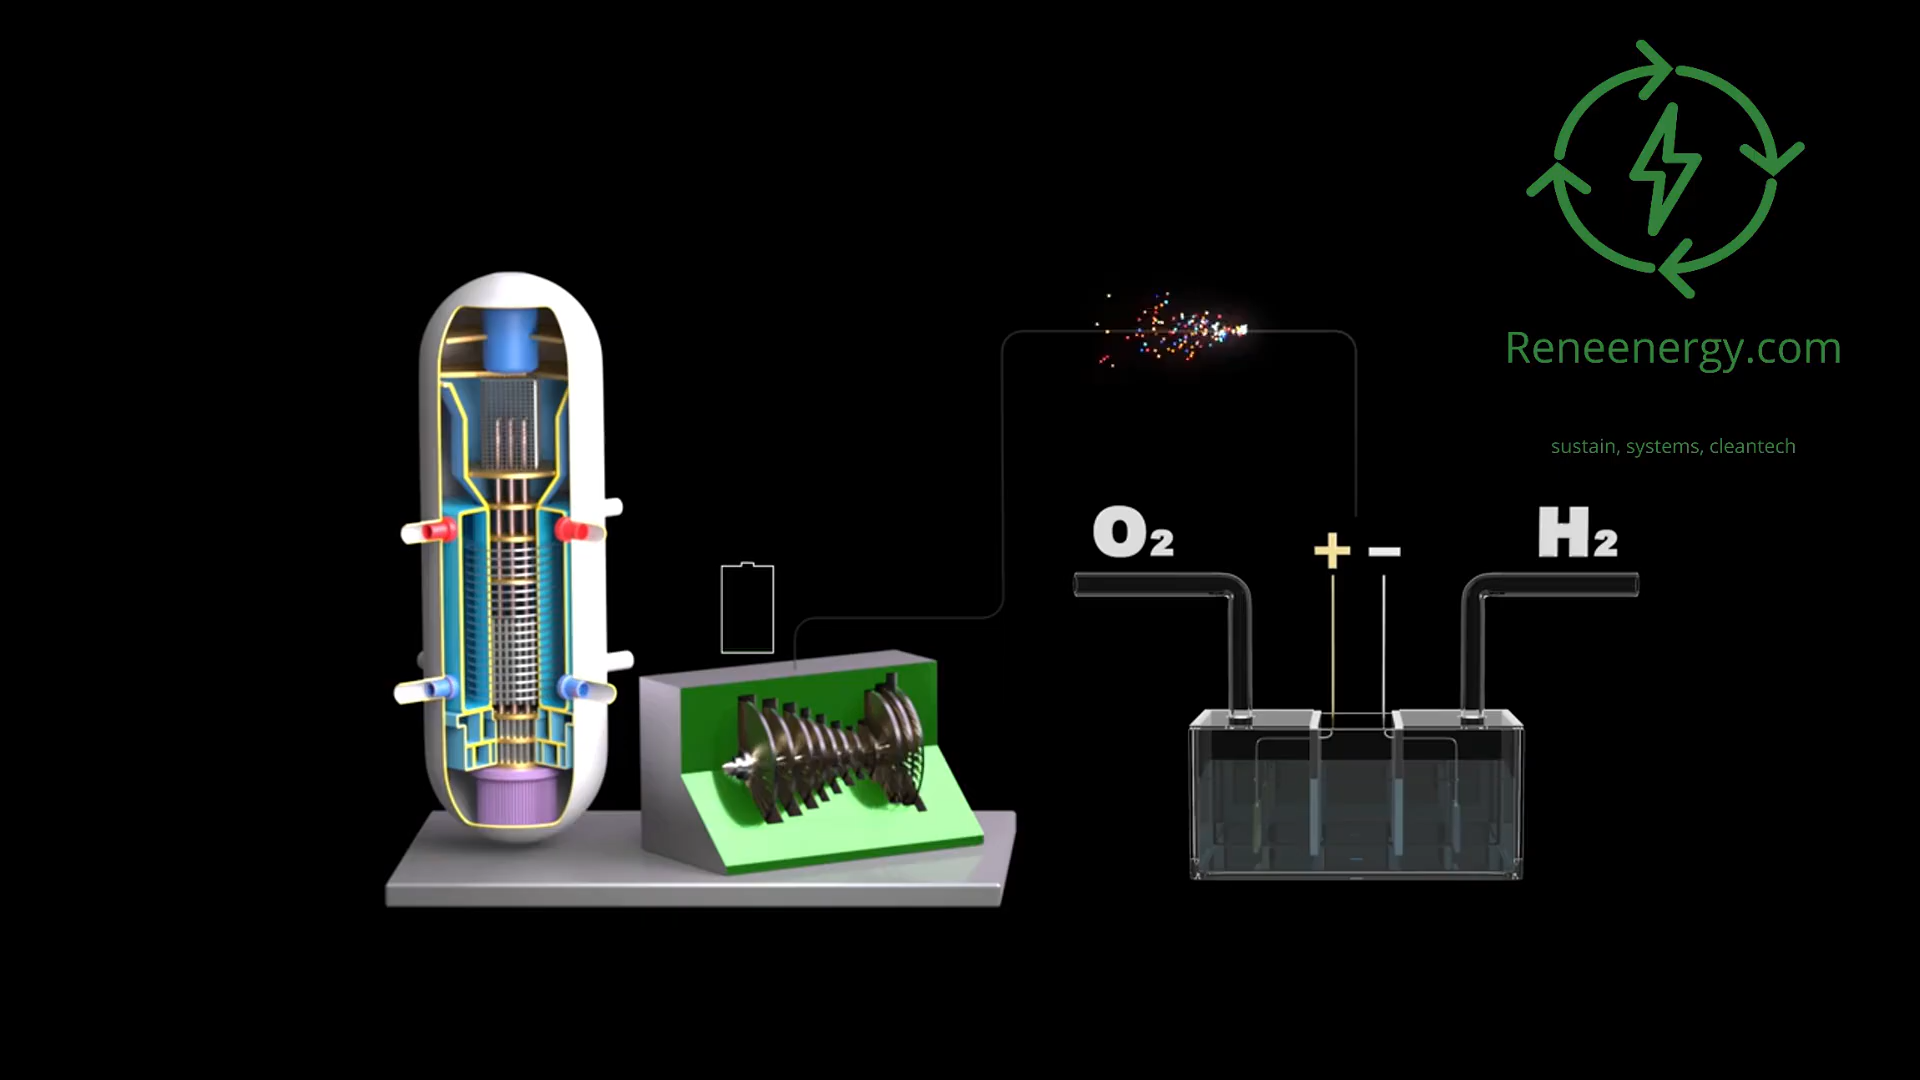 Reneenergy.com
sustain, systems, cleantech
O₂
+ −
H₂